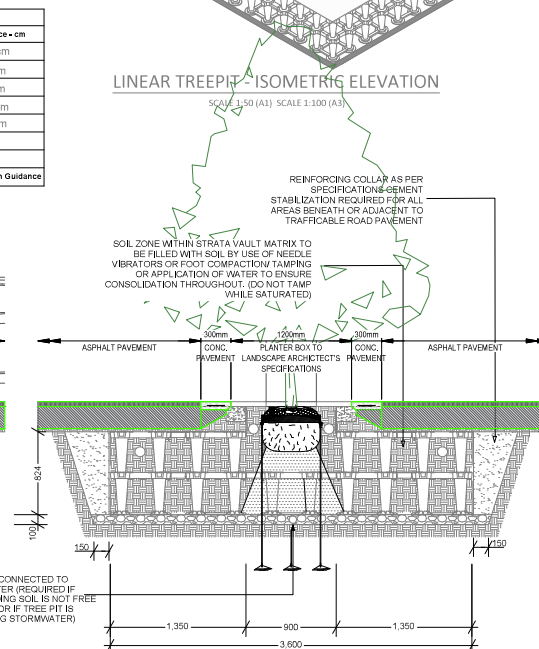 ce - cm
cm
m
m
m
m
n Guidance
LINEAR TREEPIT - ISOMETRIC ELEVATION
SCALE 1:50 (A1) SCALE 1:100 (A3)
REINFORCING COLLAR AS PER
SPECIFICATIONS CEMENT
STABILIZATION REQUIRED FOR ALL
AREAS BENEATH OR ADJACENT TO
TRAFFICABLE ROAD PAVEMENT
SOIL ZONE WITHIN STRATA VAULT MATRIX TO
BE FILLED WITH SOIL BY USE OF NEEDLE
VIBRATORS OR FOOT COMPACTION/ TAMPING
OR APPLICATION OF WATER TO ENSURE
CONSOLIDATION THROUGHOUT. (DO NOT TAMP
WHILE SATURATED)
300mm 1200mm 300mm
ASPHALT PAVEMENT CONC. PAVEMENT PLANTER BOX TO LANDSCAPE ARCHITECT'S SPECIFICATIONS CONC. PAVEMENT ASPHALT PAVEMENT
824
100
150 150
CONNECTED TO
TER (REQUIRED IF
DING SOIL IS NOT FREE
OR IF TREE PIT IS
G STORMWATER)
1,350 900 1,350
3,600